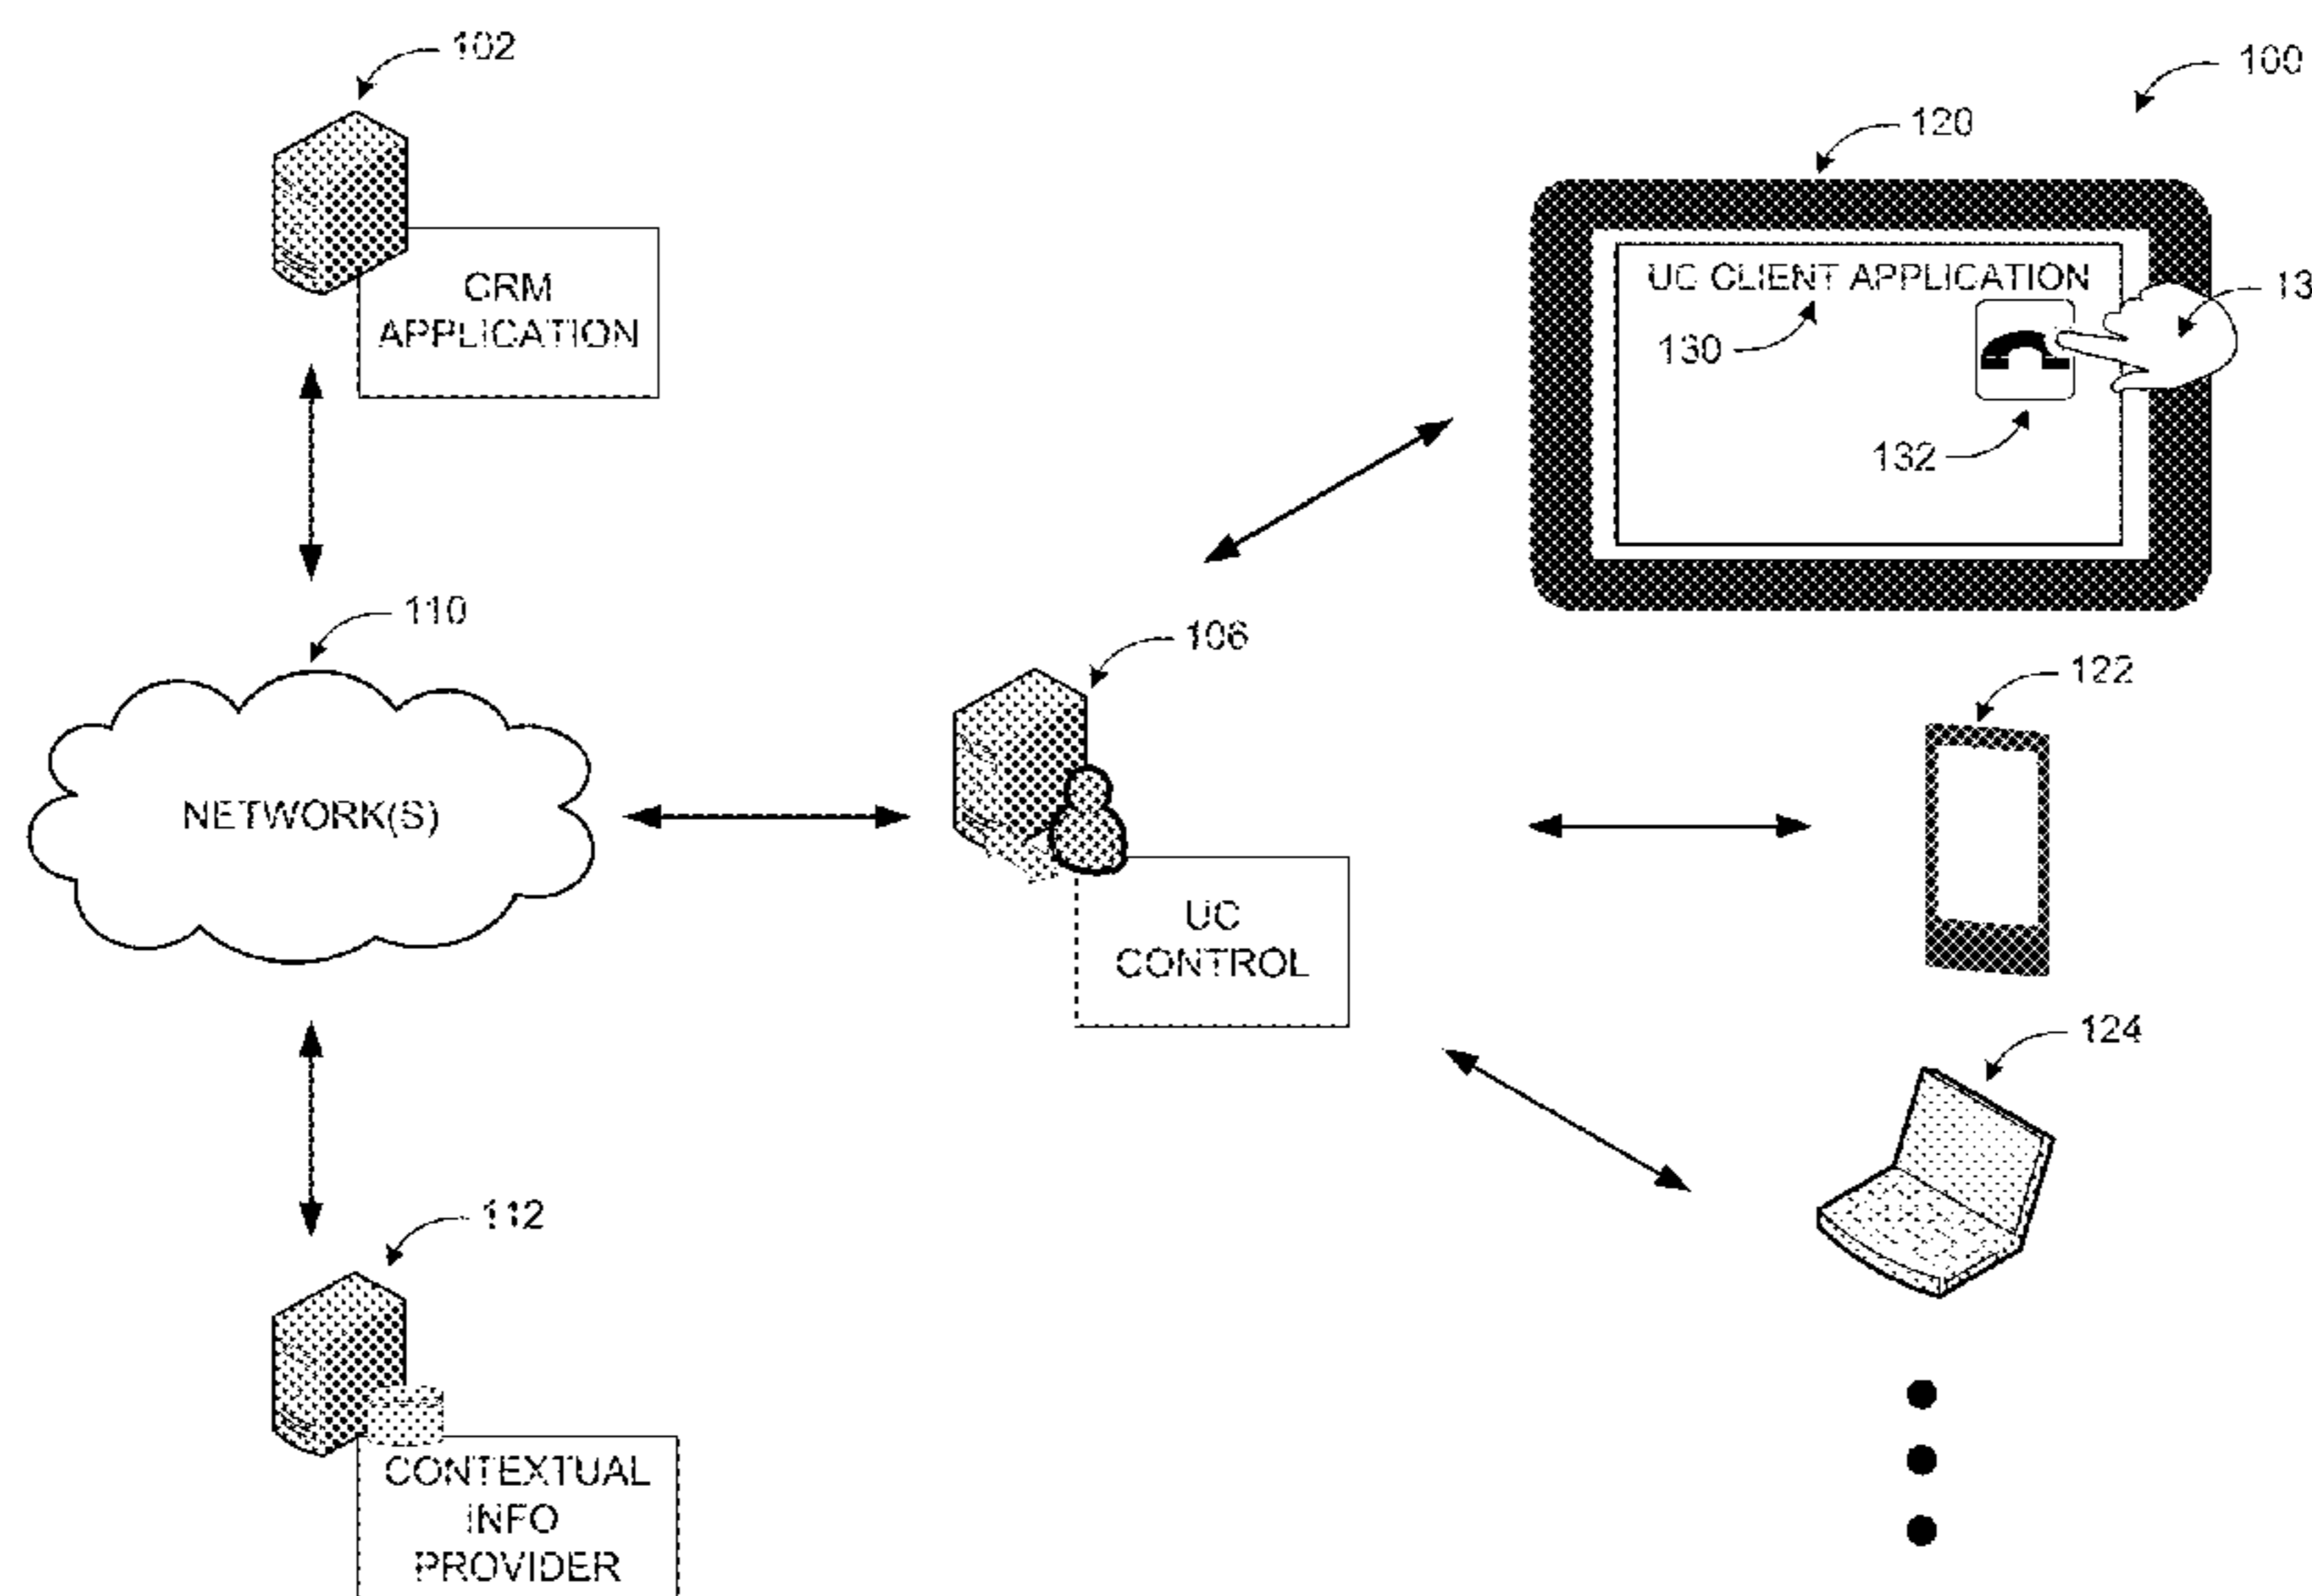 102
100
120
CRM
APPLICATION
UC CLIENT APPLICATION
130
13
132
110
106
122
NETWORK(S)
UC
CONTROL
124
112
CONTEXTUAL
INFO
PROVIDER